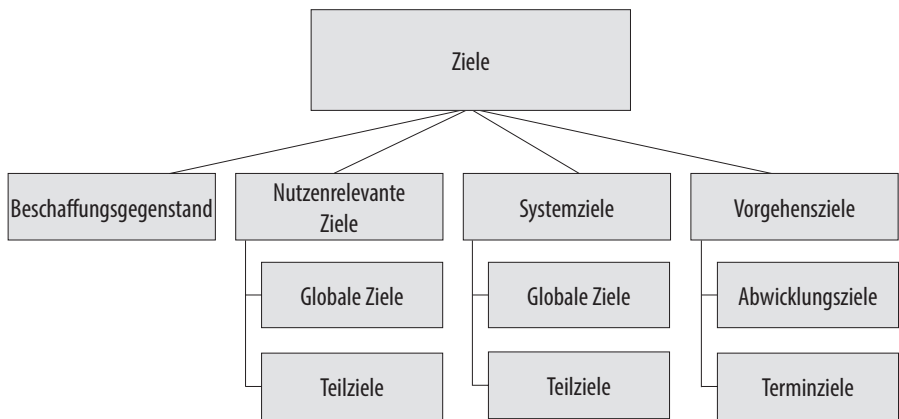 Ziele
Beschaffungsgegenstand
Nutzenrelevante
Ziele
Systemziele
Vorgehensziele
Globale Ziele
Globale Ziele
Abwicklungsziele
Teilziele
Teilziele
Terminziele